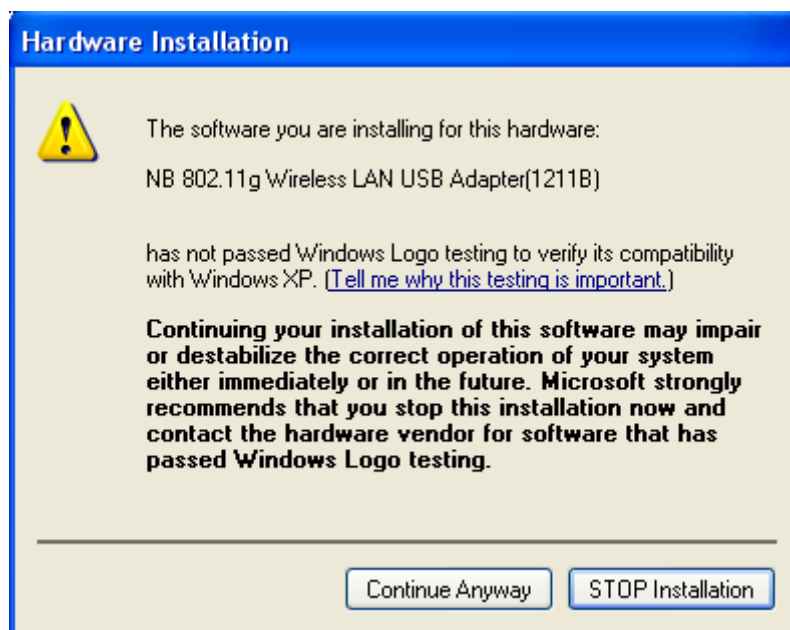 Hardware Installation
The software you are installing for this hardware:
NB 802.11g Wireless LAN USB Adapter(1211B)
has not passed Windows Logo testing to verify its compatibility
with Windows XP. (Tell me why this testing is important.)
Continuing your installation of this software may impair
or destabilize the correct operation of your system
either immediately or in the future. Microsoft strongly
recommends that you stop this installation now and
contact the hardware vendor for software that has
passed Windows Logo testing.
Continue Anyway
STOP Installation